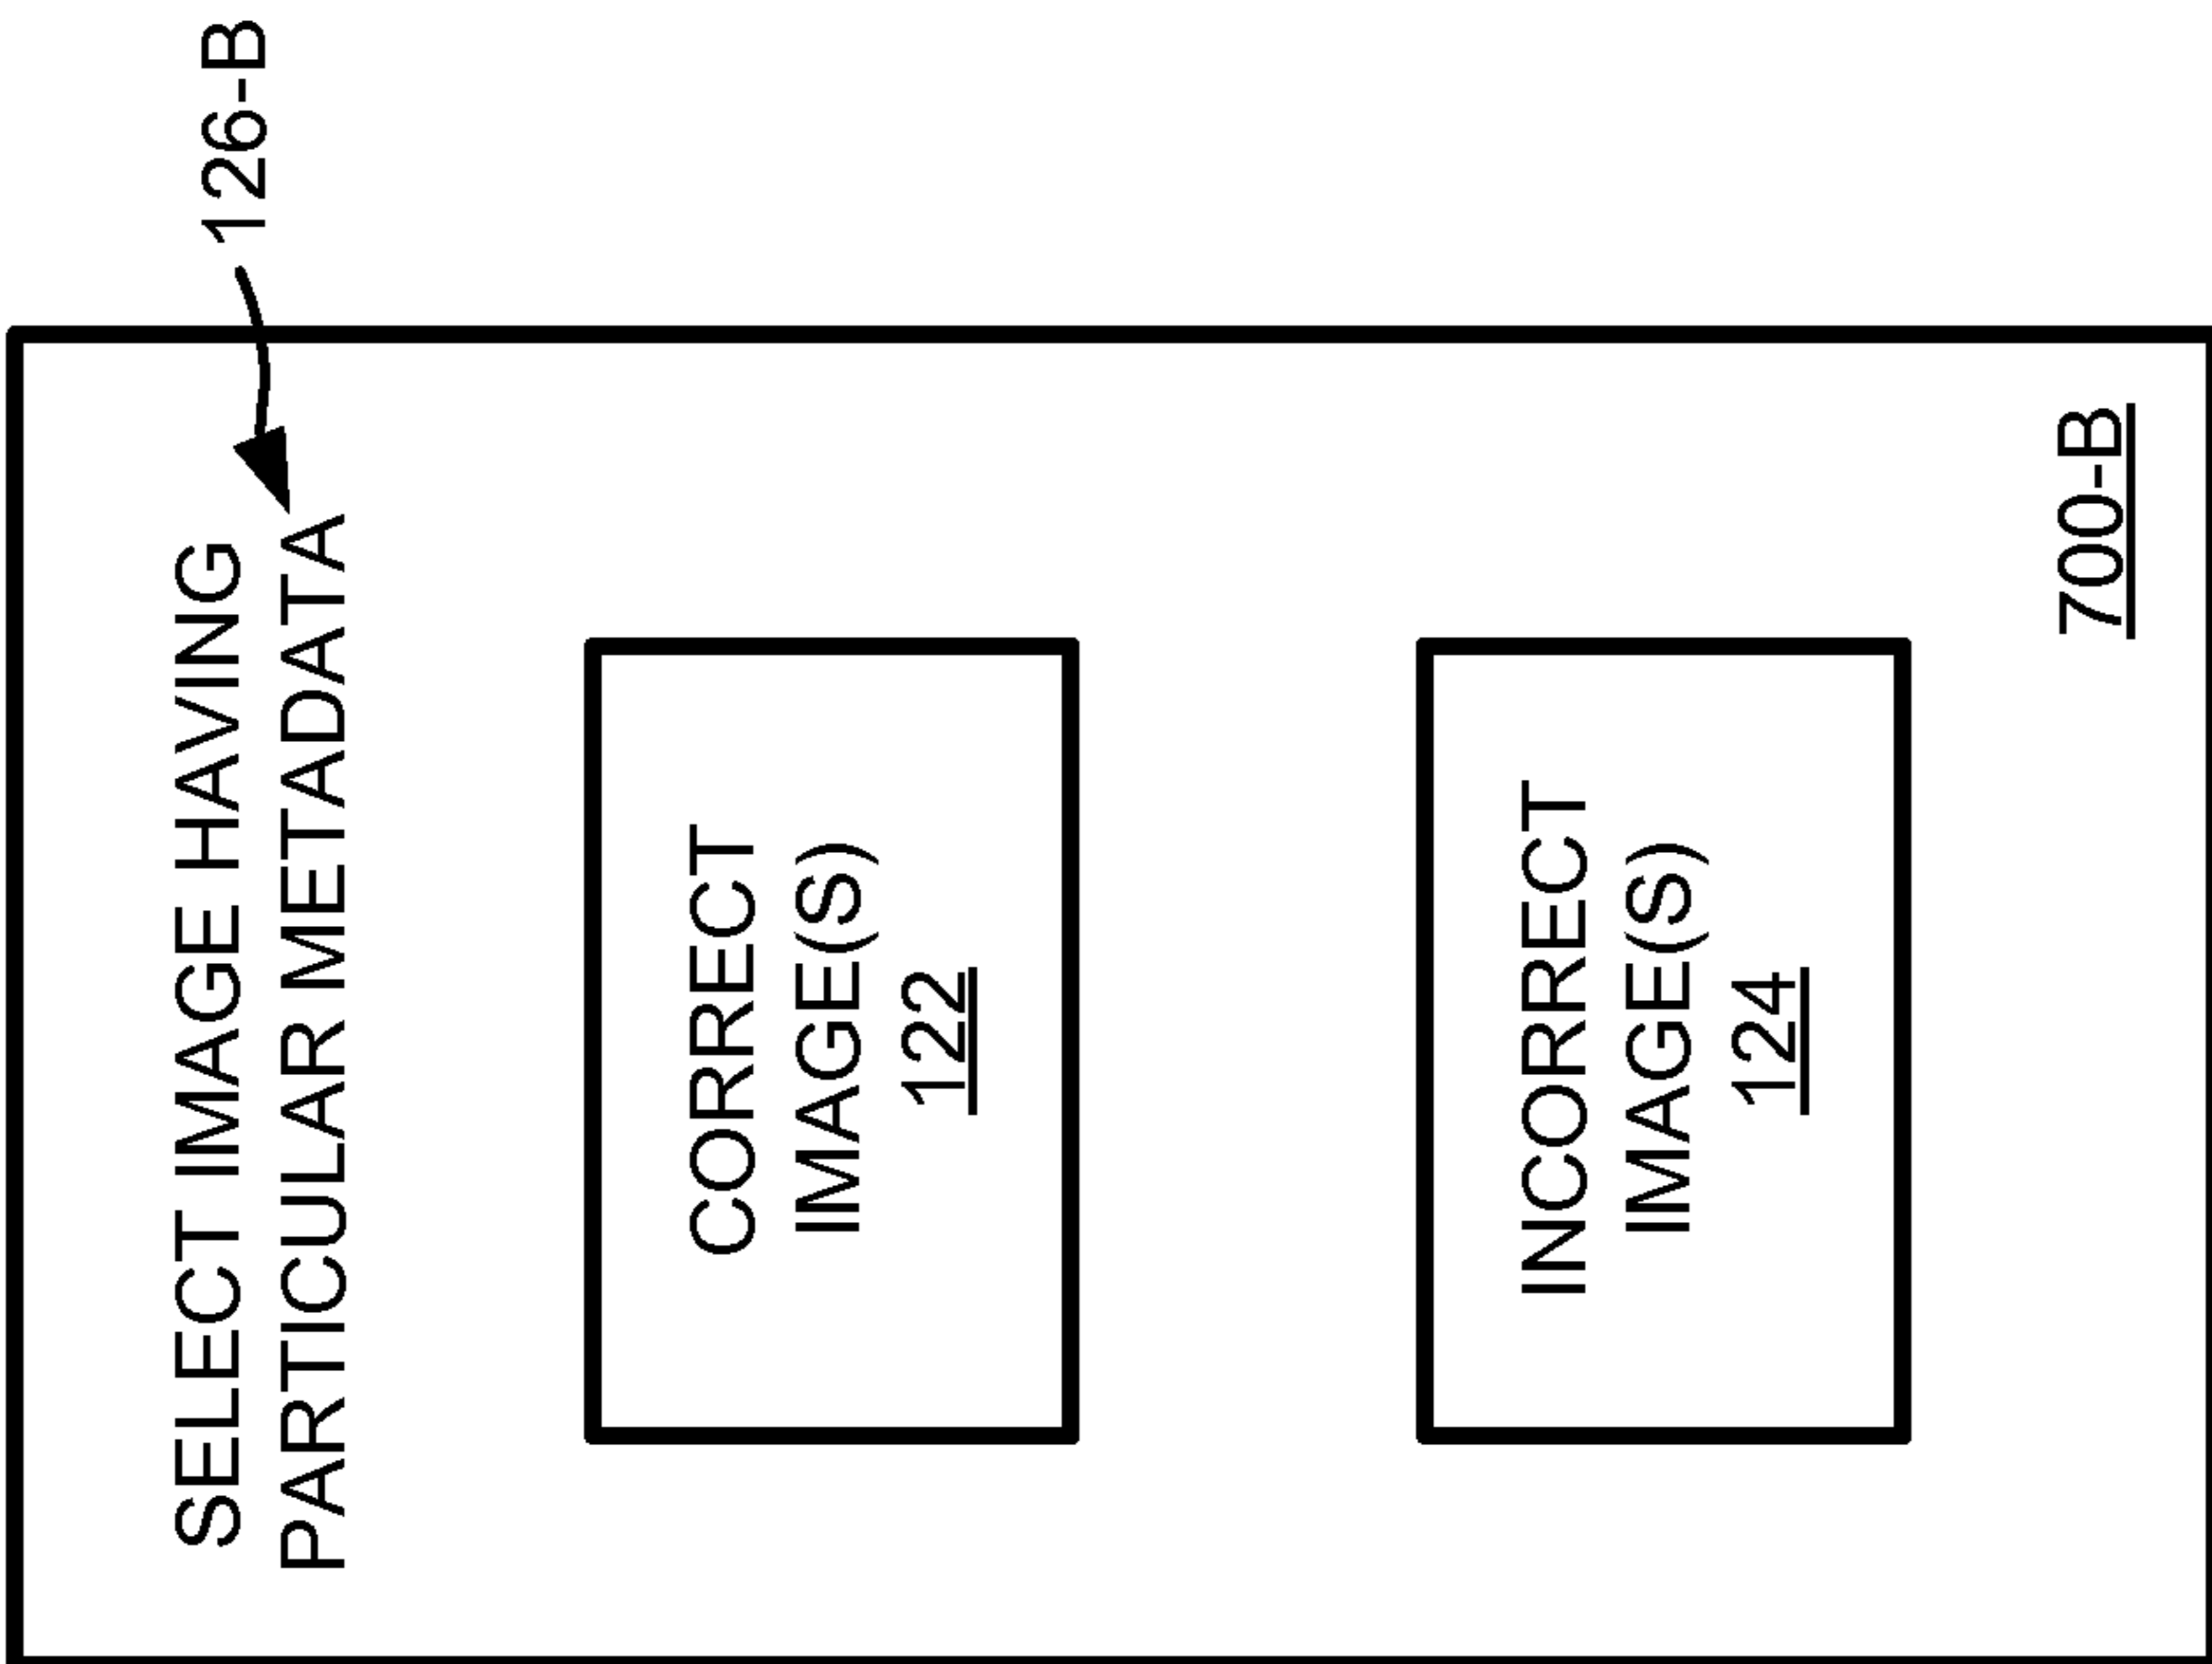 126-B
SELECT IMAGE HAVING
PARTICULAR METADATA
CORRECT
IMAGE(S)
122
INCORRECT
IMAGE(S)
124
700-B